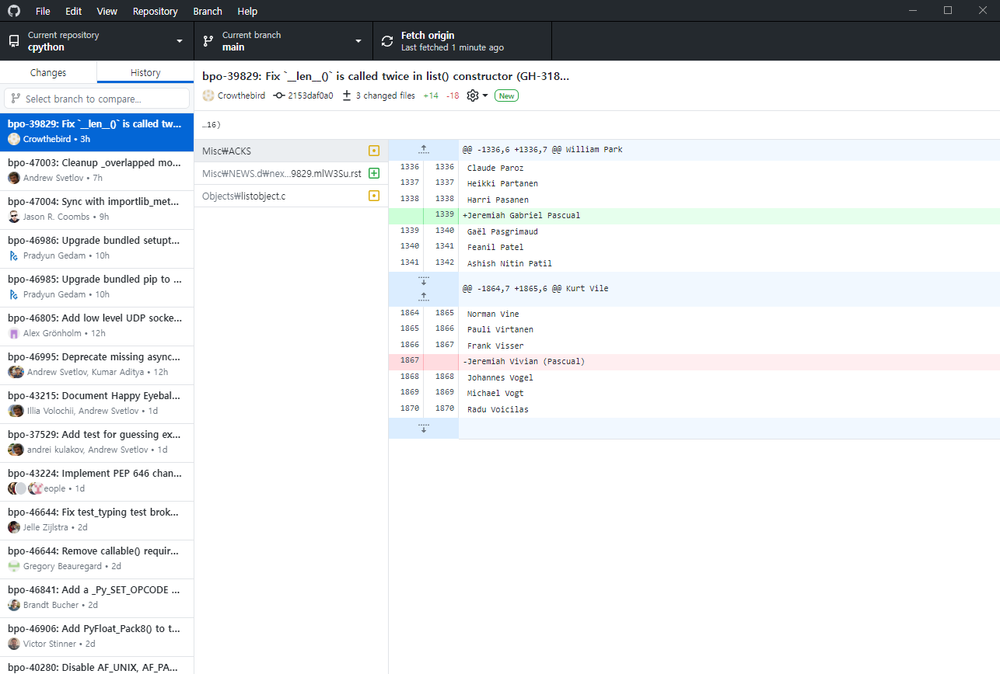 File Edit View Repository Branch Help
Current repository
cpython
Current branch
main
Fetch origin
Last fetched 1 minute ago
Changes History
Select branch to compare...
bpo-39829: Fix `__len__()` is called tw...
Crowthebird • 3h
bpo-47003: Cleanup _overlapped mo...
Andrew Svetlov • 7h
bpo-47004: Sync with importlib_met...
Jason R. Coombs • 9h
bpo-46986: Upgrade bundled setupt...
Pradyun Gedam • 10h
bpo-46985: Upgrade bundled pip to ...
Pradyun Gedam • 10h
bpo-46805: Add low level UDP socke...
Alex Grönholm • 12h
bpo-46995: Deprecate missing async...
Andrew Svetlov, Kumar Aditya • 12h
bpo-43215: Document Happy Eyebal...
Illia Volochii, Andrew Svetlov • 1d
bpo-37529: Add test for guessing ex...
andrei kulakov, Andrew Svetlov • 1d
bpo-43224: Implement PEP 646 chan...
eople • 1d
bpo-46644: Fix test_typing test brok...
Jelle Zijlstra • 2d
bpo-46644: Remove callable() requir...
Gregory Beauregard • 2d
bpo-46841: Add a _Py_SET_OPCODE ...
Brandt Bucher • 2d
bpo-46906: Add PyFloat_Pack8() to t...
Victor Stinner • 2d
bpo-40280: Disable AF_UNIX, AF_PA...
bpo-39829: Fix `__len__()` is called twice in list() constructor (GH-318...
Crowthebird 2153daf0a0 3 changed files +14 -18 New
…16)
Misc₩ACKS
Misc₩NEWS.d₩nex...9829.mlW3Su.rst
Objects₩listobject.c
@@ -1336,6 +1336,7 @@ William Park
1336 1336 Claude Paroz
1337 1337 Heikki Partanen
1338 1338 Harri Pasanen
1339 +Jeremiah Gabriel Pascual
1339 1340 Gaël Pasgrimaud
1340 1341 Feanil Patel
1341 1342 Ashish Nitin Patil
@@ -1864,7 +1865,6 @@ Kurt Vile
1864 1865 Norman Vine
1865 1866 Pauli Virtanen
1866 1867 Frank Visser
1867 -Jeremiah Vivian (Pascual)
1868 1868 Johannes Vogel
1869 1869 Michael Vogt
1870 1870 Radu Voicilas